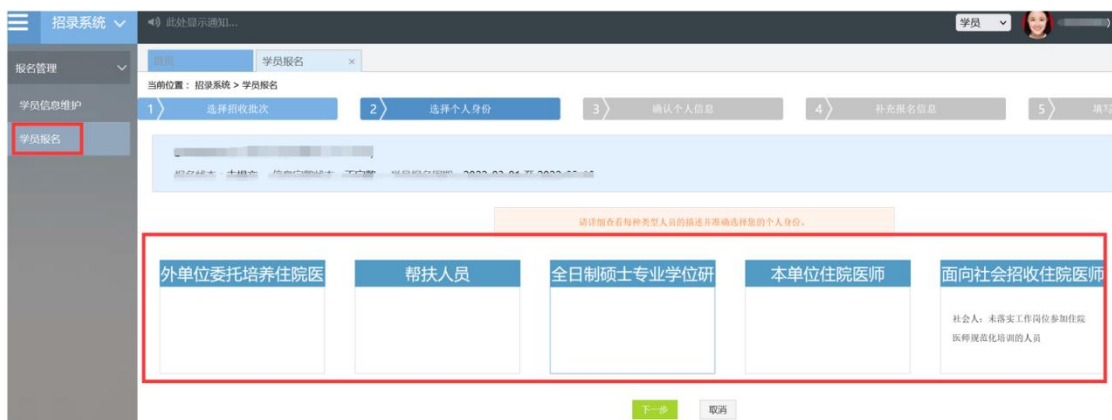 招录系统
此处显示通知...
学员
报名管理
首页
学员报名
×
当前位置： 招录系统 > 学员报名
学员信息维护
1 选择招收批次
2 选择个人身份
3 确认个人信息
4 补充报名信息
5 填写
学员报名
请详细查看每种类型人员的描述并准确选择您的个人身份。
外单位委托培养住院医
帮扶人员
全日制硕士专业学位研
本单位住院医师
面向社会招收住院医师
社会人：未落实工作岗位参加住院
医师规范化培训的人员
下一步
取消